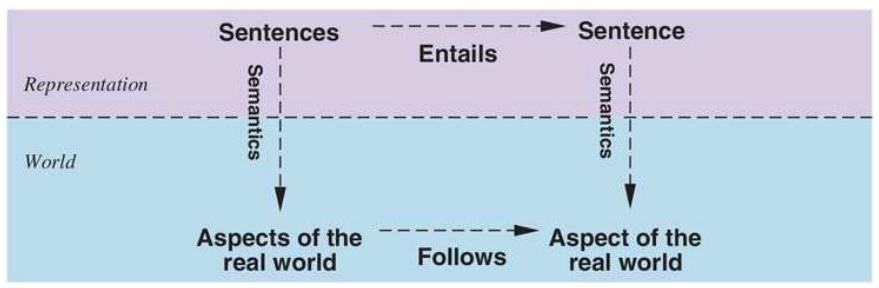 Sentences
Entails
Sentence
Representation
Semantics
Semantics
World
Aspects of the
real world
Follows
Aspect of the
real world